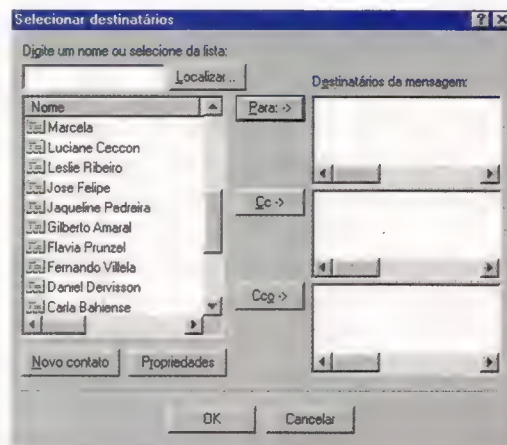 Selecionar destinatários
Digite um nome ou selecione da lista:
Localizar...
Destinatários da mensagem:
Nome
Marcela
Luciane Ceccon
Leslie Ribeiro
Jose Felipe
Jaqueline Pedreira
Gilberto Amaral
Flavia Prunzel
Fernando Villela
Daniel Deivisson
Carla Bahiense
Para: ->
Cc ->
Cco ->
Novo contato
Propriedades
OK
Cancelar